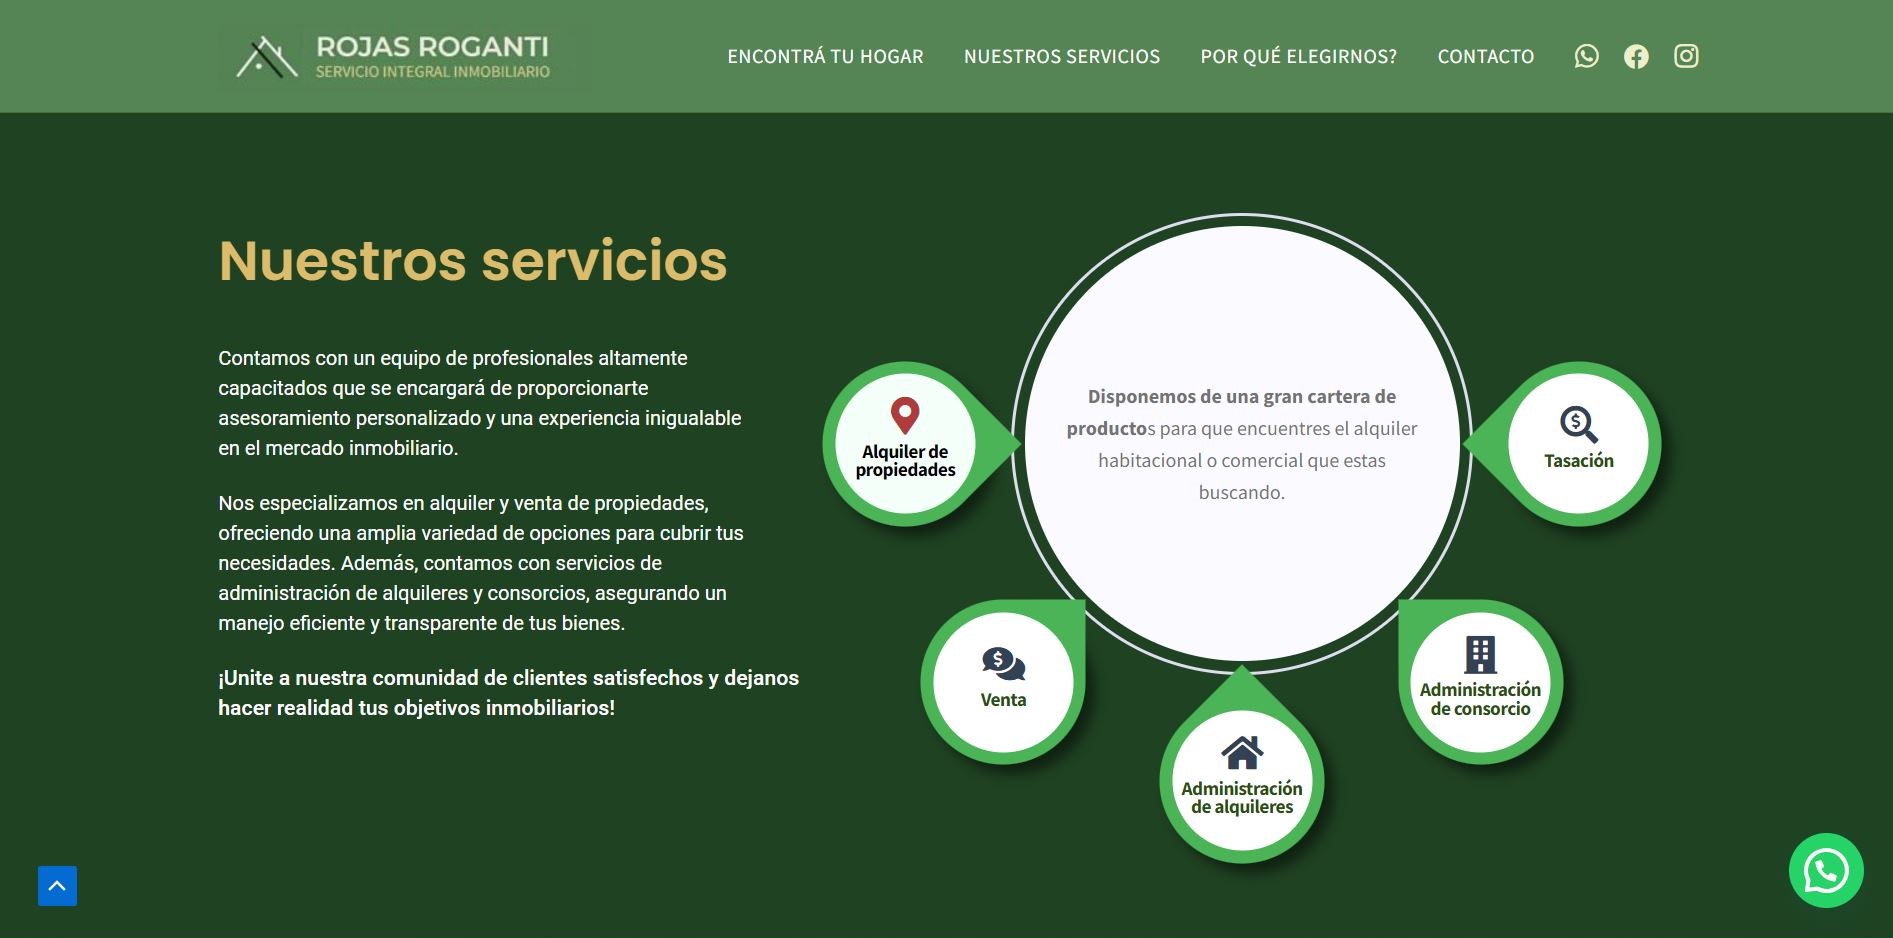 ROJAS ROGANTI
SERVICIO INTEGRAL INMOBILIARIO
ENCONTRÁ TU HOGAR
NUESTROS SERVICIOS
POR QUÉ ELEGIRNOS?
CONTACTO
Nuestros servicios
Contamos con un equipo de profesionales altamente
capacitados que se encargará de proporcionarte
asesoramiento personalizado y una experiencia inigualable
en el mercado inmobiliario.
Nos especializamos en alquiler y venta de propiedades,
ofreciendo una amplia variedad de opciones para cubrir tus
necesidades. Además, contamos con servicios de
administración de alquileres y consorcios, asegurando un
manejo eficiente y transparente de tus bienes.
¡Unite a nuestra comunidad de clientes satisfechos y dejanos
hacer realidad tus objetivos inmobiliarios!
Alquiler de
propiedades
Disponemos de una gran cartera de
productos para que encuentres el alquiler
habitacional o comercial que estas
buscando.
Tasación
Venta
Administración
de alquileres
Administración
de consorcio